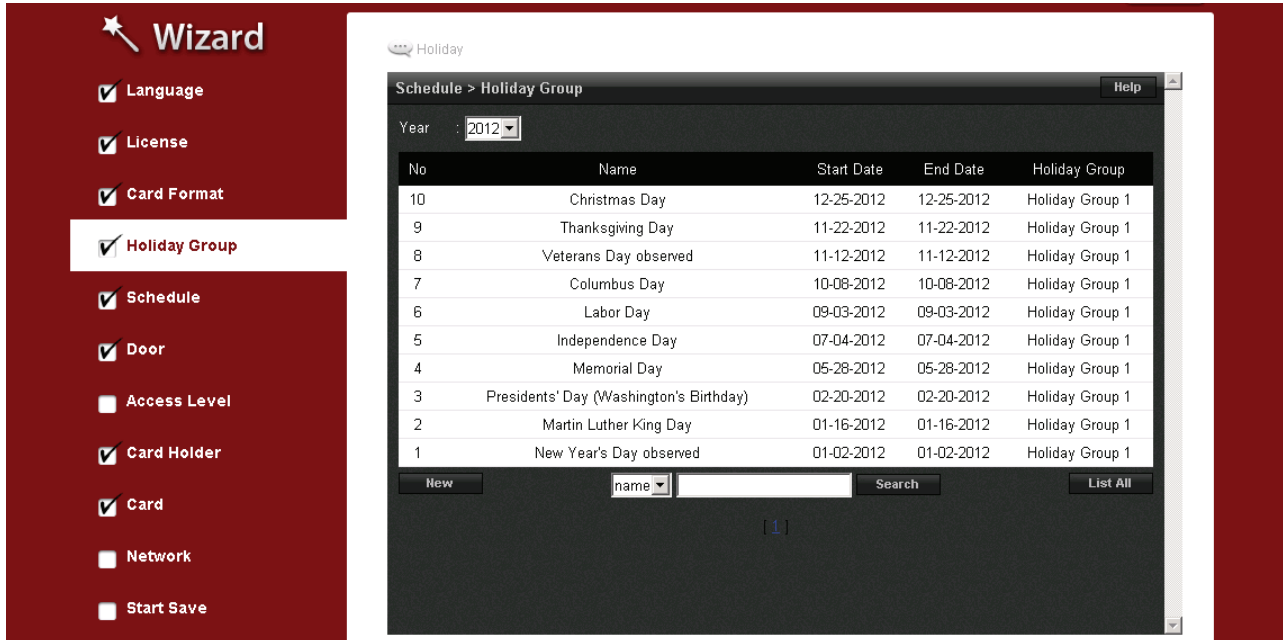 Wizard
Language
License
Card Format
Holiday Group
Schedule
Door
Access Level
Card Holder
Card
Network
Start Save
Holiday
Schedule > Holiday Group Help
Year : 2012
No Name Start Date End Date Holiday Group
10 Christmas Day 12-25-2012 12-25-2012 Holiday Group 1
9 Thanksgiving Day 11-22-2012 11-22-2012 Holiday Group 1
8 Veterans Day observed 11-12-2012 11-12-2012 Holiday Group 1
7 Columbus Day 10-08-2012 10-08-2012 Holiday Group 1
6 Labor Day 09-03-2012 09-03-2012 Holiday Group 1
5 Independence Day 07-04-2012 07-04-2012 Holiday Group 1
4 Memorial Day 05-28-2012 05-28-2012 Holiday Group 1
3 Presidents' Day (Washington's Birthday) 02-20-2012 02-20-2012 Holiday Group 1
2 Martin Luther King Day 01-16-2012 01-16-2012 Holiday Group 1
1 New Year's Day observed 01-02-2012 01-02-2012 Holiday Group 1
New name Search List All
[ 1 ]